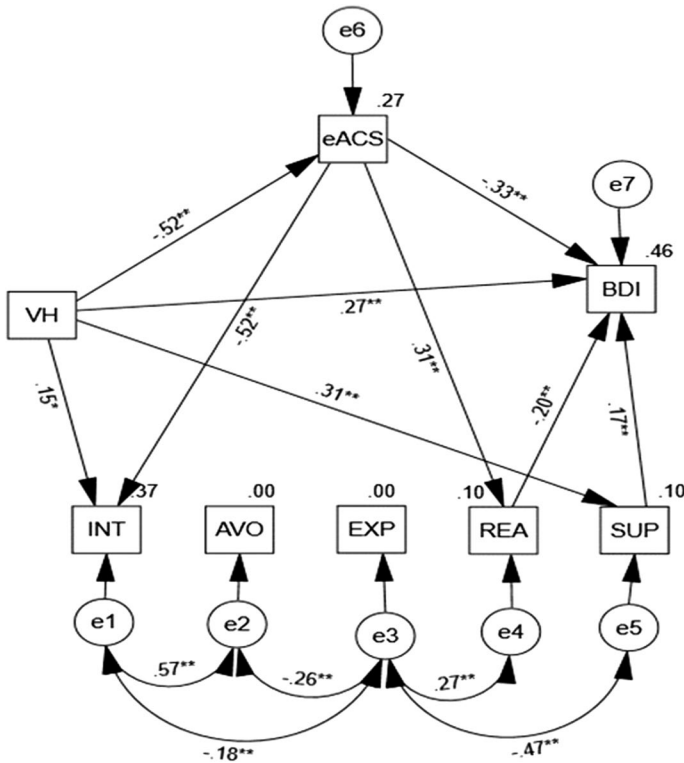 e6
.27
eACS
e7
-.52**
-.33**
.46
BDI
VH
.27**
-.52**
.31**
.15*
.31**
-.20**
.17**
.37
.00
.00
.10
.10
INT
AVO
EXP
REA
SUP
e1
e2
e3
e4
e5
.57**
-.26**
.27**
-.18**
-.47**